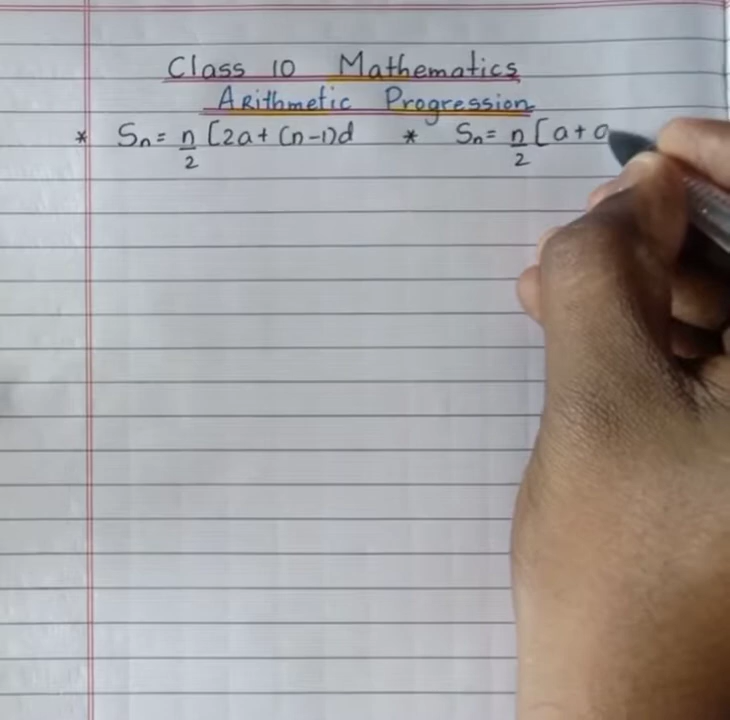 Class 10 Mathematics
Arithmetic Progression
* Sn = n/2 [2a + (n-1)d * Sn = n/2 [a + a